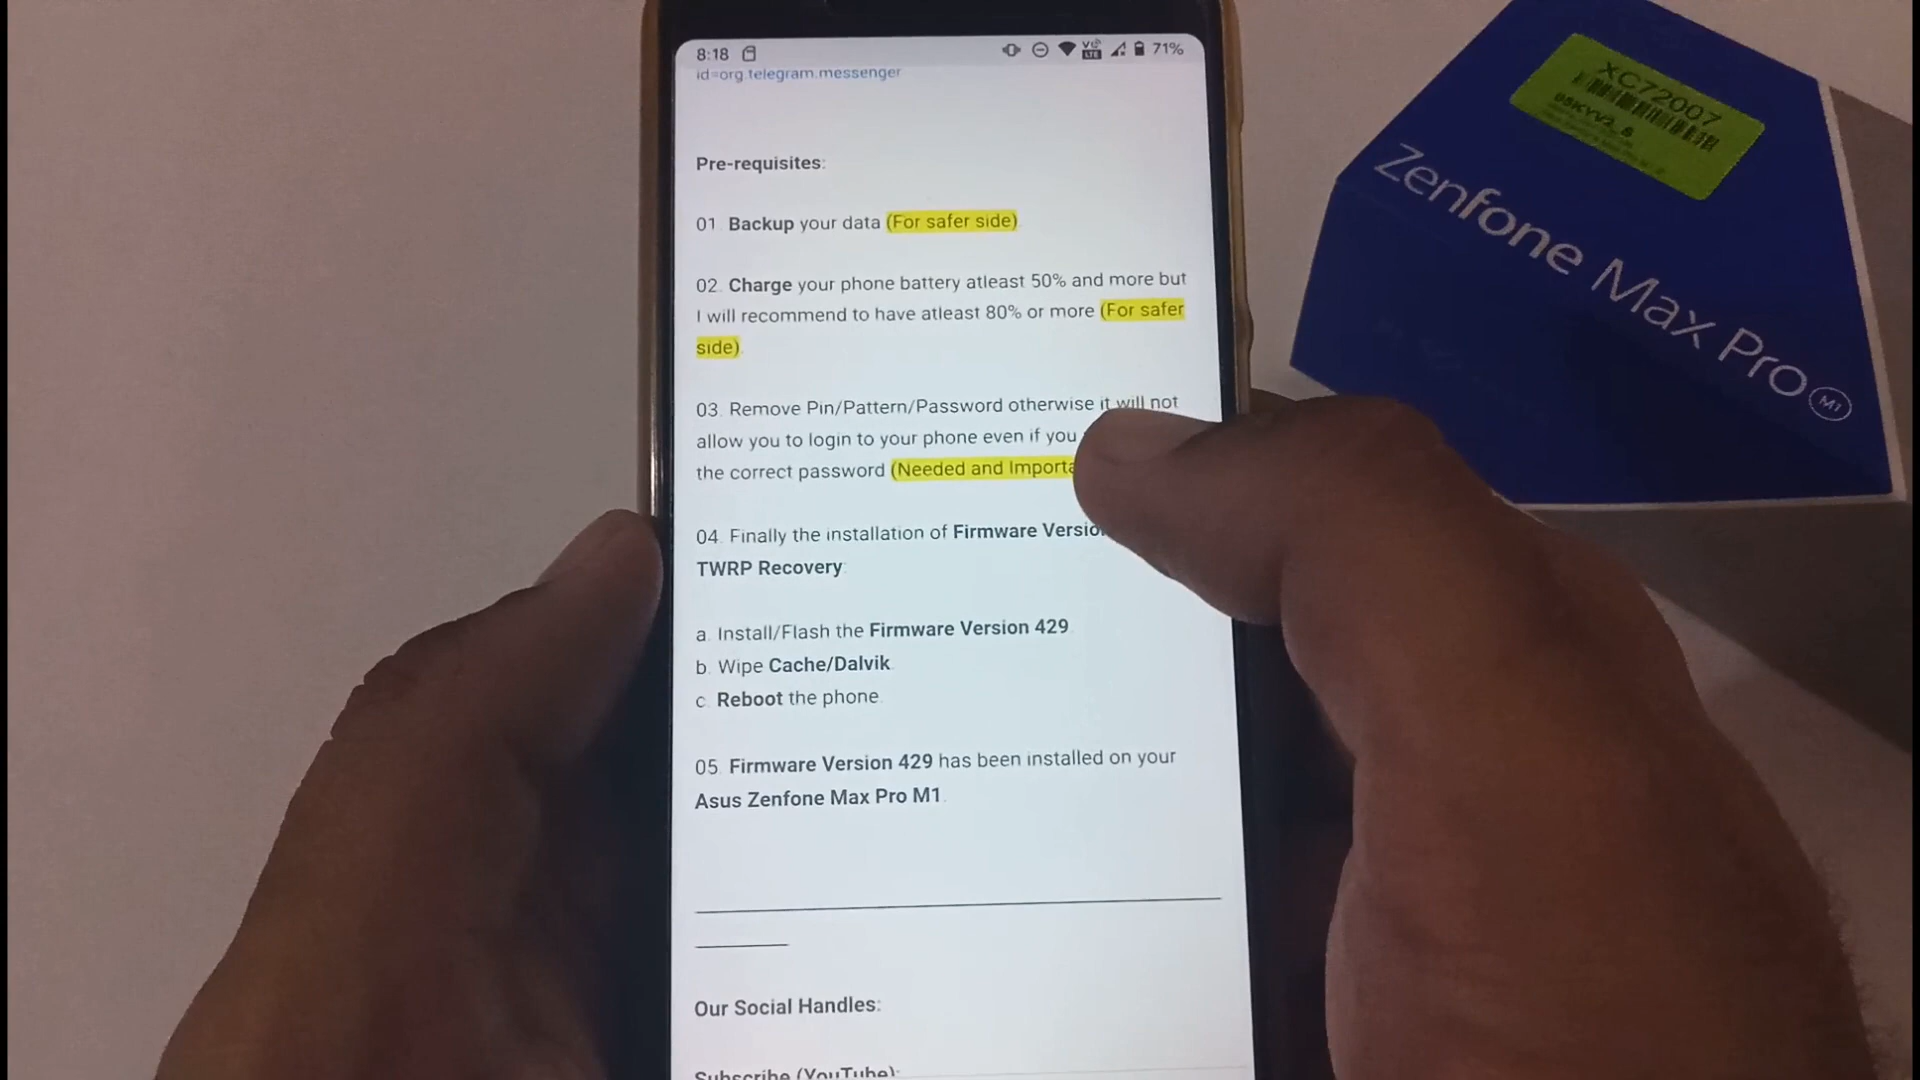 8:18 71%
id=org.telegram.messenger
Pre-requisites:
01. Backup your data (For safer side)
02. Charge your phone battery atleast 50% and more but
I will recommend to have atleast 80% or more (For safer
side).
03. Remove Pin/Pattern/Password otherwise it will not
allow you to login to your phone even if you
the correct password (Needed and Importa
04. Finally the installation of Firmware Versio
TWRP Recovery
a. Install/Flash the Firmware Version 429
b. Wipe Cache/Dalvik
c. Reboot the phone.
05. Firmware Version 429 has been installed on your
Asus Zenfone Max Pro M1.
Our Social Handles:
Subscribe (YouTube):
XC72007
Zenfone Max Pro M1